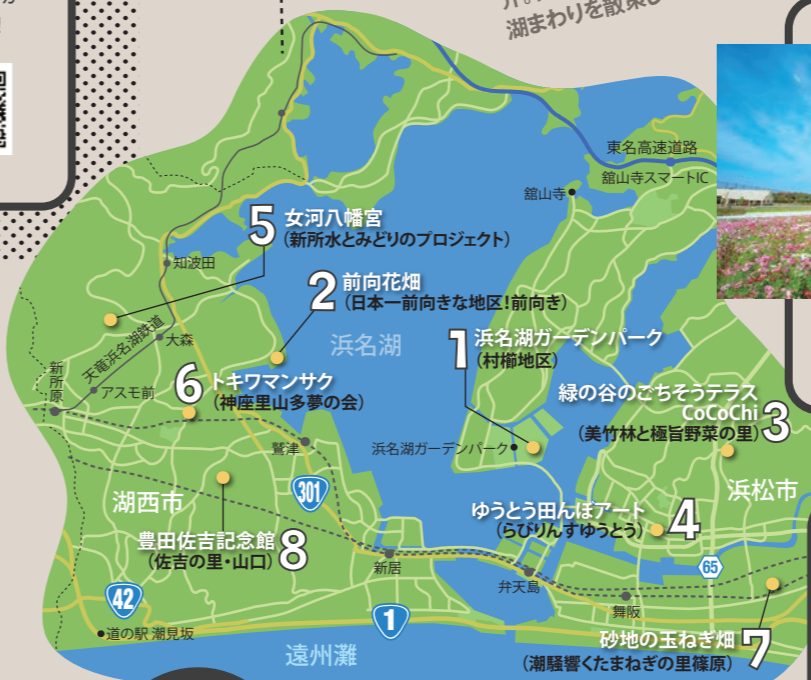 湖まわりを散策し
東名高速道路
舘山寺スマートIC
舘山寺
5 女河八幡宮
(新所水とみどりのプロジェクト)
知波田
2 前向花畑
(日本一前向きな地区!前向き)
天竜浜名湖鉄道
大森
浜名湖
1 浜名湖ガーデンパーク
(村櫛地区)
新所原
アスモ前
6 トキワマンサク
(神座里山多夢の会)
緑の谷のごちそうテラス
CoCoChi
(美竹林と極旨野菜の里) 3
鷲津
浜名湖ガーデンパーク
湖西市
301
浜松市
ゆうとう田んぼアート
(らびりんすゆうとう) 4
豊田佐吉記念館
(佐吉の里・山口) 8
新居
65
弁天島
42
舞阪
1
道の駅 潮見坂
遠州灘
砂地の玉ねぎ畑
(潮騒響くたまねぎの里篠原) 7